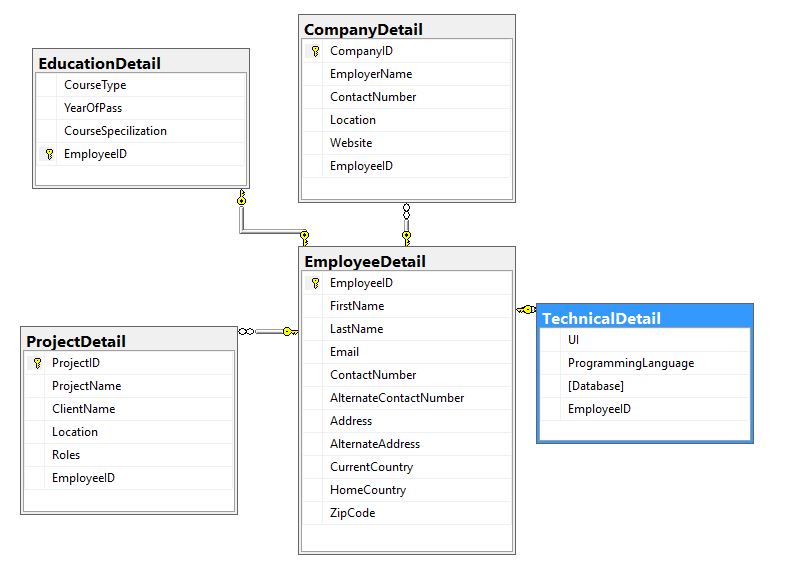 EducationDetail
CourseType
YearOfPass
CourseSpecilization
EmployeeID
CompanyDetail
CompanyID
EmployerName
ContactNumber
Location
Website
EmployeeID
EmployeeDetail
EmployeeID
FirstName
LastName
Email
ContactNumber
AlternateContactNumber
Address
AlternateAddress
CurrentCountry
HomeCountry
ZipCode
ProjectDetail
ProjectID
ProjectName
ClientName
Location
Roles
EmployeeID
TechnicalDetail
UI
ProgrammingLanguage
[Database]
EmployeeID